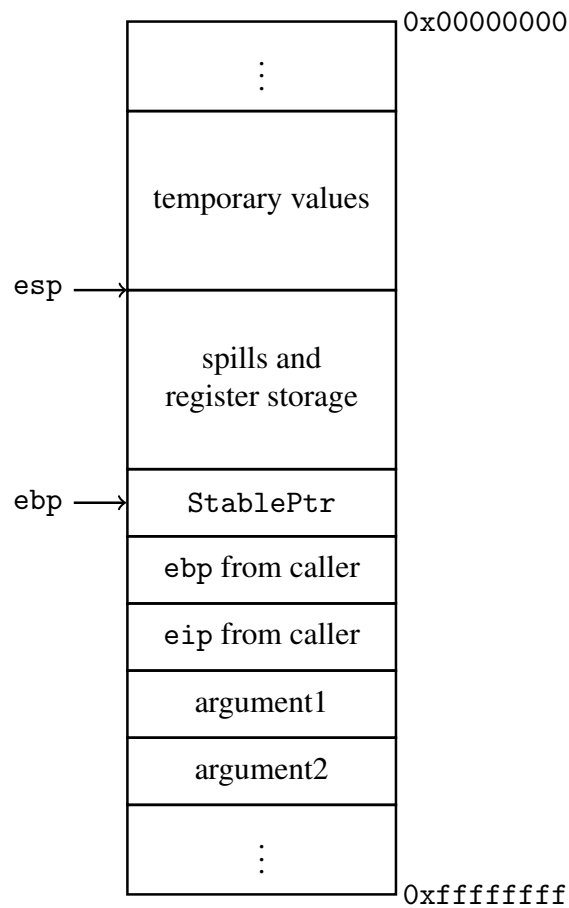 0x00000000
⋮
temporary values
esp
spills and
register storage
ebp
StablePtr
ebp from caller
eip from caller
argument1
argument2
⋮
0xffffffff